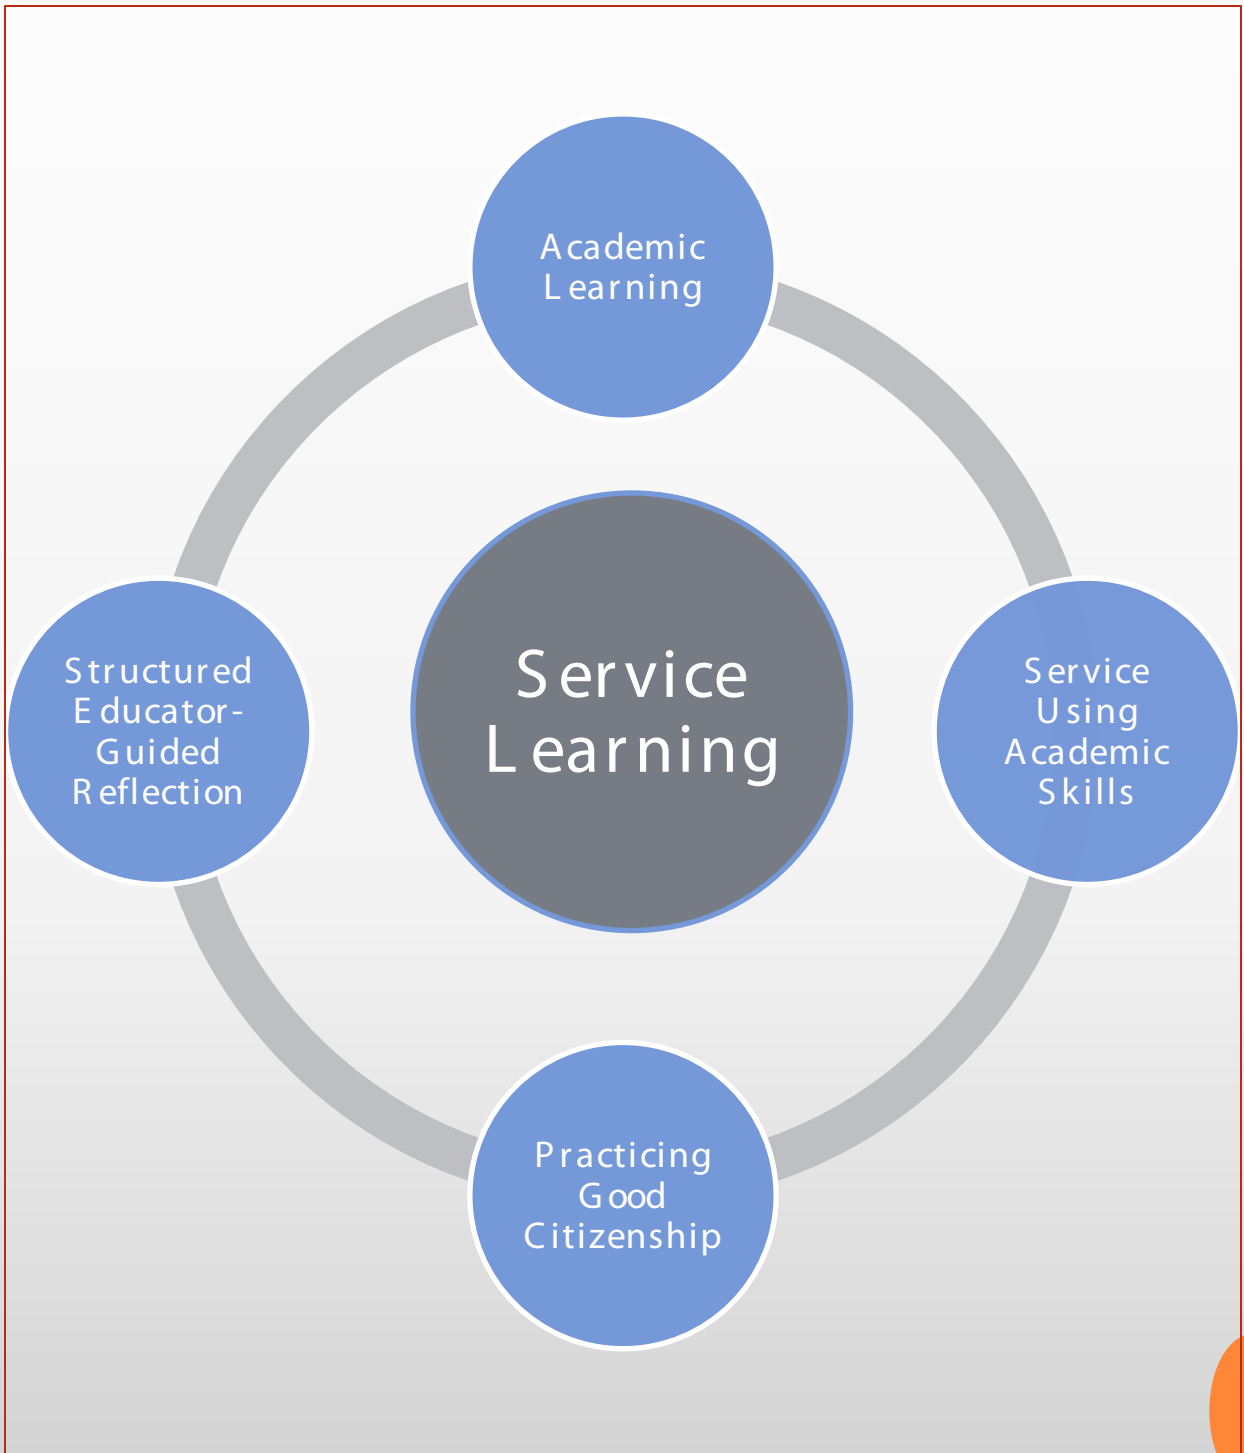 Academic
Learning
Structured
Educator-
Guided
Reflection
Service
Learning
Service
Using
Academic
Skills
Practicing
Good
Citizenship